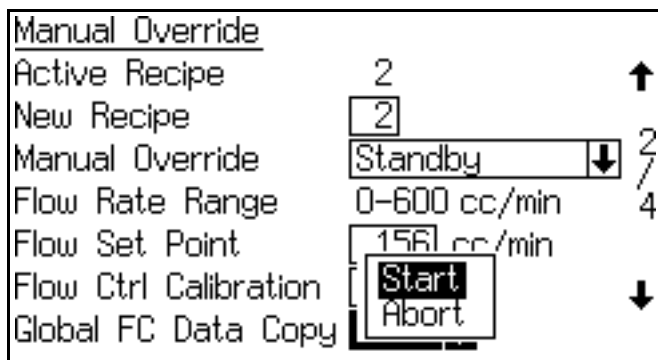 Manual Override
Active Recipe 2
New Recipe 2
Manual Override Standby
Flow Rate Range 0-600 cc/min
Flow Set Point 156 cc/min
Flow Ctrl Calibration Start
Abort
Global FC Data Copy
2/4